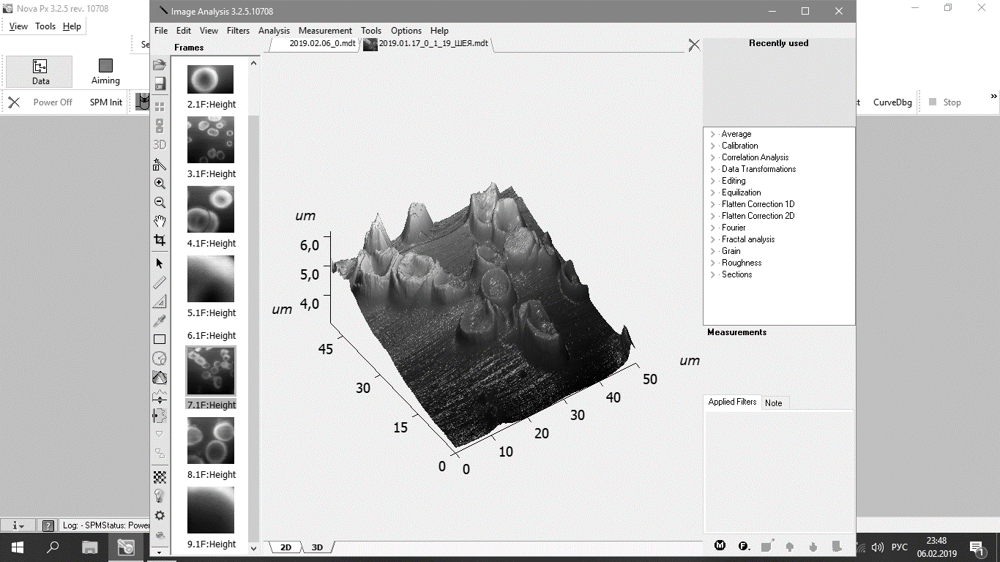 Nova Px 3.2.5 rev. 10708
View Tools Help
Data
Aiming
Power Off SPM Init
Image Analysis 3.2.5.10708
File Edit View Filters Analysis Measurement Tools Options Help
Frames
2019.02.06_0.mdt
2019.01.17_0_1_19_ШЕЯ.mdt
2.1F:Height
3.1F:Height
4.1F:Height
5.1F:Height
6.1F:Height
7.1F:Height
8.1F:Height
9.1F:Height
3D
um
6,0
5,0
4,0
um
45
30
15
0
0
10
20
30
40
50
um
2D
3D
Recently used
Average
Calibration
Correlation Analysis
Data Transformations
Editing
Equilization
Flatten Correction 1D
Flatten Correction 2D
Fourier
Fractal analysis
Grain
Roughness
Sections
Measurements
Applied Filters
Note
M
F
CurveDbg
Stop
Log: - SPMStatus: Power
РУС
23:48
06.02.2019
1